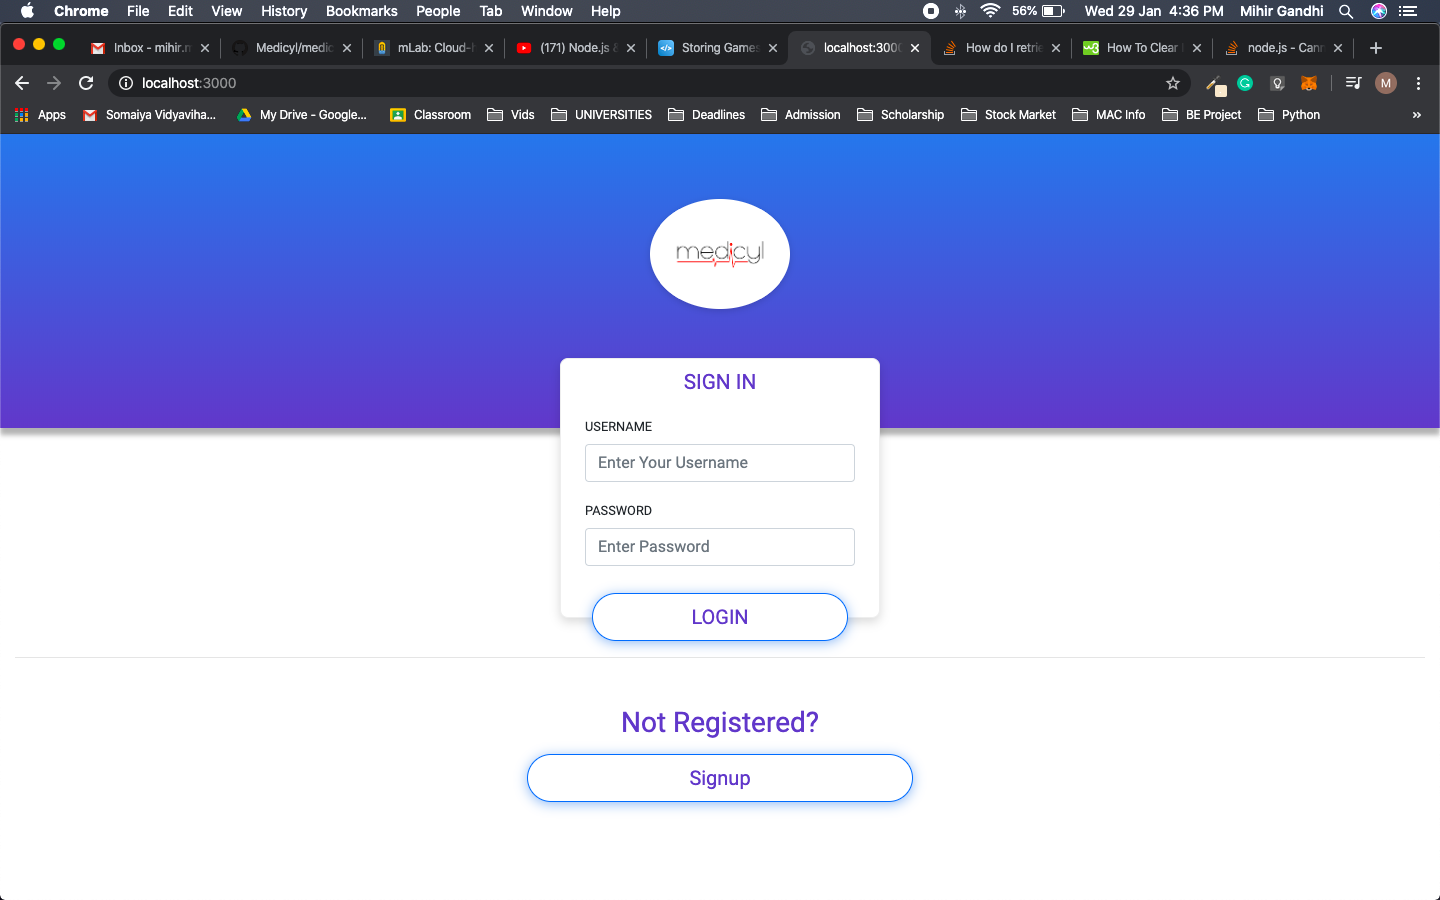 Chrome File Edit View History Bookmarks People Tab Window Help 56% Wed 29 Jan 4:36 PM Mihir Gandhi
Inbox - mihir.m Medicyl/medic mLab: Cloud-h (171) Node.js & Storing Games localhost:3000 How do I retrie How To Clear node.js - Cann
localhost:3000 M
Apps Somaiya Vidyaviha... My Drive - Google... Classroom Vids UNIVERSITIES Deadlines Admission Scholarship Stock Market MAC Info BE Project Python »
medicyl
SIGN IN
USERNAME
Enter Your Username
PASSWORD
Enter Password
LOGIN
Not Registered?
Signup